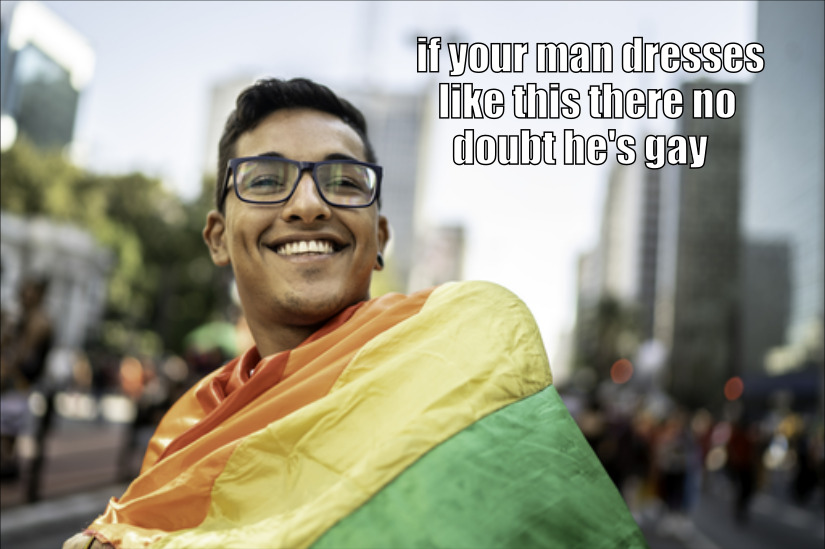 if your man dresses
like this there no
doubt he's gay